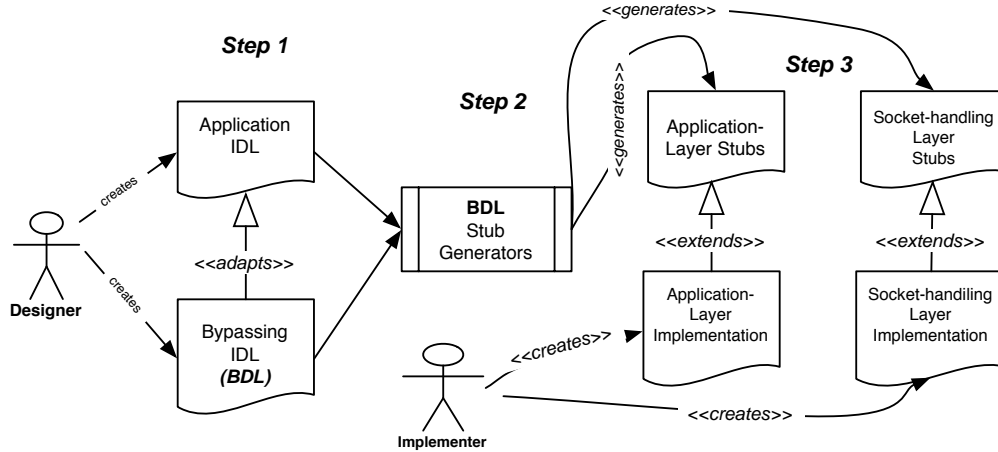 <<generates>>
Step 1
Step 2
Step 3
<<generates>>
Application
IDL
Application-
Layer Stubs
Socket-handling
Layer
Stubs
creates
BDL
Stub
Generators
<<adapts>>
<<extends>>
<<extends>>
creates
Designer
Bypassing
IDL
(BDL)
Application-
Layer
Implementation
Socket-handiling
Layer
Implementation
<<creates>>
<<creates>>
Implementer